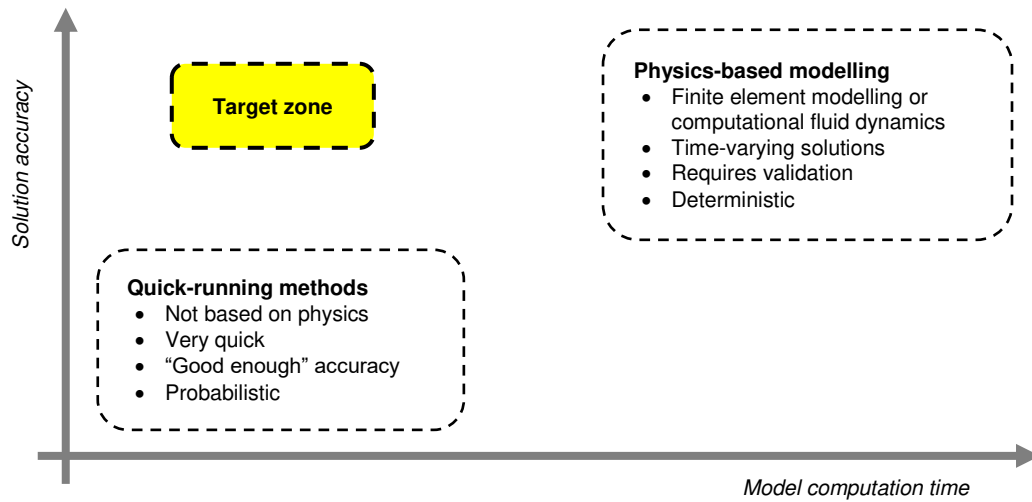 Solution accuracy
Target zone
Physics-based modelling
• Finite element modelling or
computational fluid dynamics
• Time-varying solutions
• Requires validation
• Deterministic
Quick-running methods
• Not based on physics
• Very quick
• “Good enough” accuracy
• Probabilistic
Model computation time